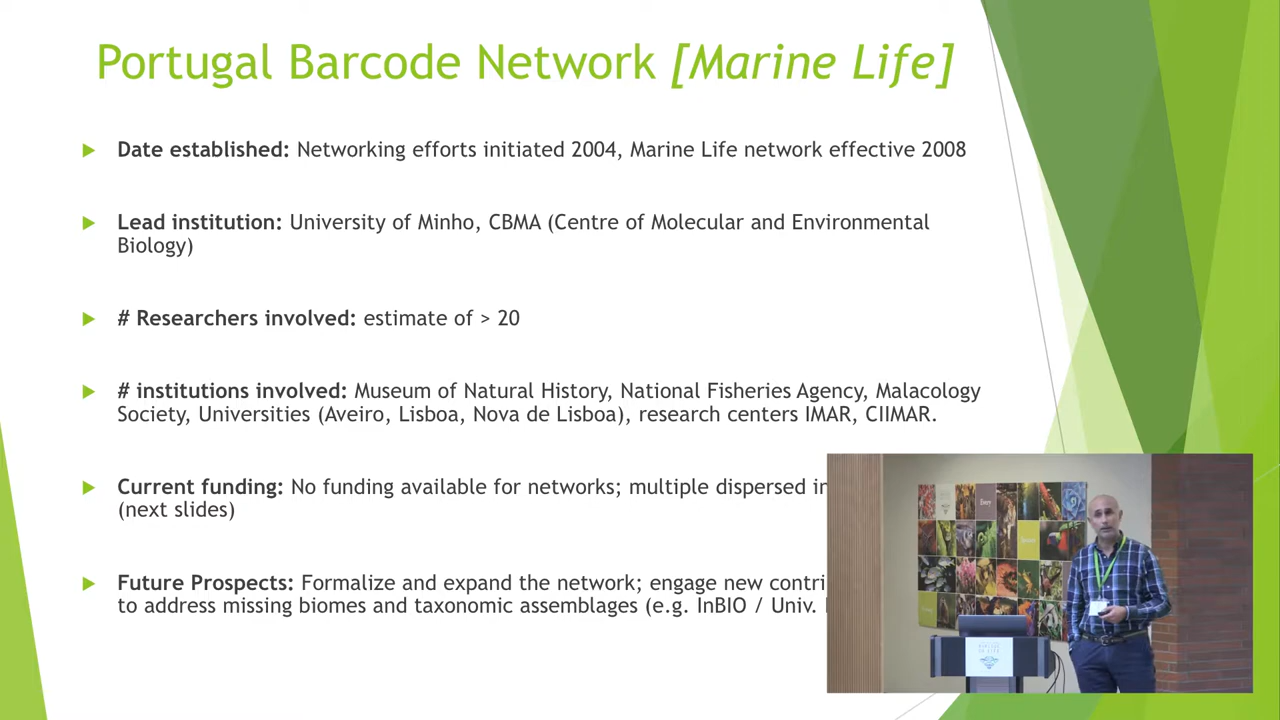 Portugal Barcode Network [Marine Life]
Date established: Networking efforts initiated 2004, Marine Life network effective 2008
Lead institution: University of Minho, CBMA (Centre of Molecular and Environmental
Biology)
# Researchers involved: estimate of > 20
# institutions involved: Museum of Natural History, National Fisheries Agency, Malacology
Society, Universities (Aveiro, Lisboa, Nova de Lisboa), research centers IMAR, CIIMAR.
Current funding: No funding available for networks; multiple dispersed
(next slides)
Future Prospects: Formalize and expand the network; engage new
to address missing biomes and taxonomic assemblages (e.g. InBIO / Univ.